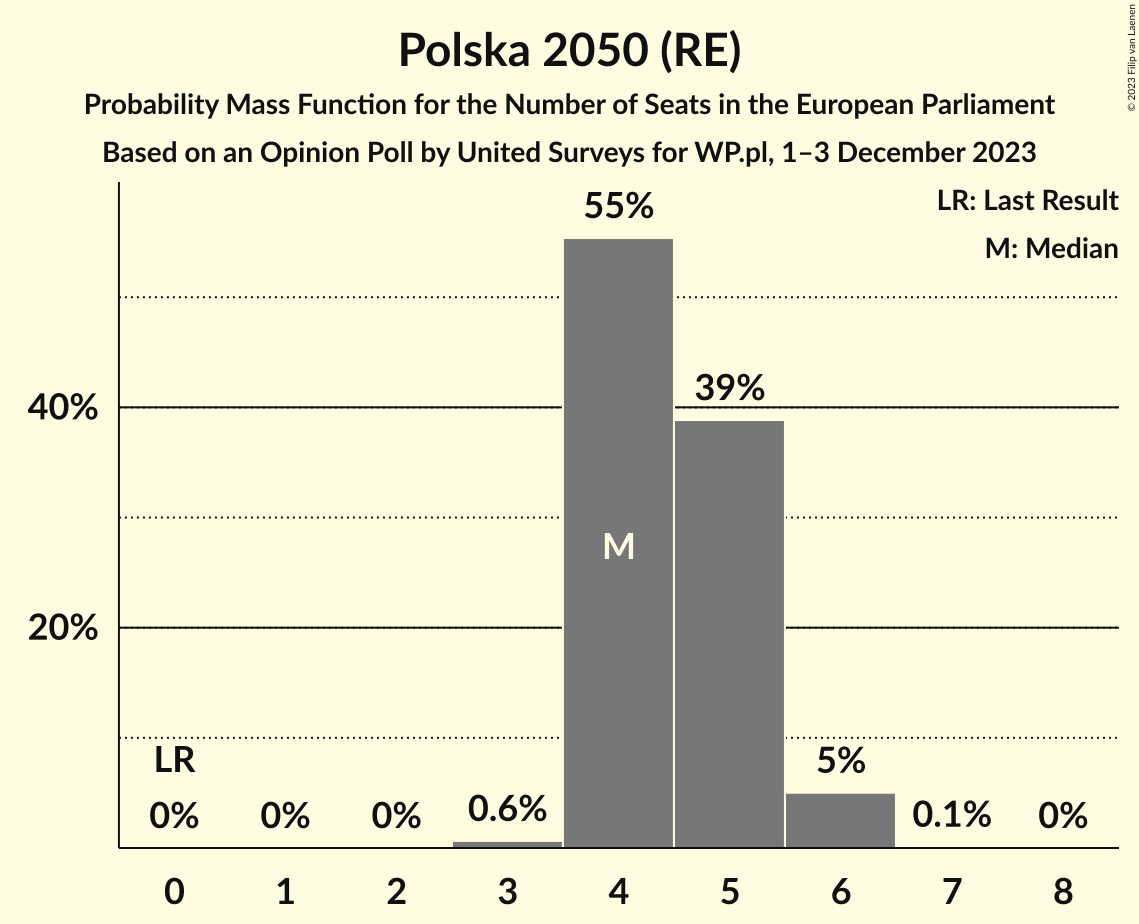 Polska 2050 (RE)
Probability Mass Function for the Number of Seats in the European Parliament
Based on an Opinion Poll by United Surveys for WP.pl, 1–3 December 2023
© 2023 Filip van Laenen
LR: Last Result
M: Median
55%
39%
40%
M
20%
LR
5%
0%
0%
0%
0.6%
0.1%
0%
0
1
2
3
4
5
6
7
8